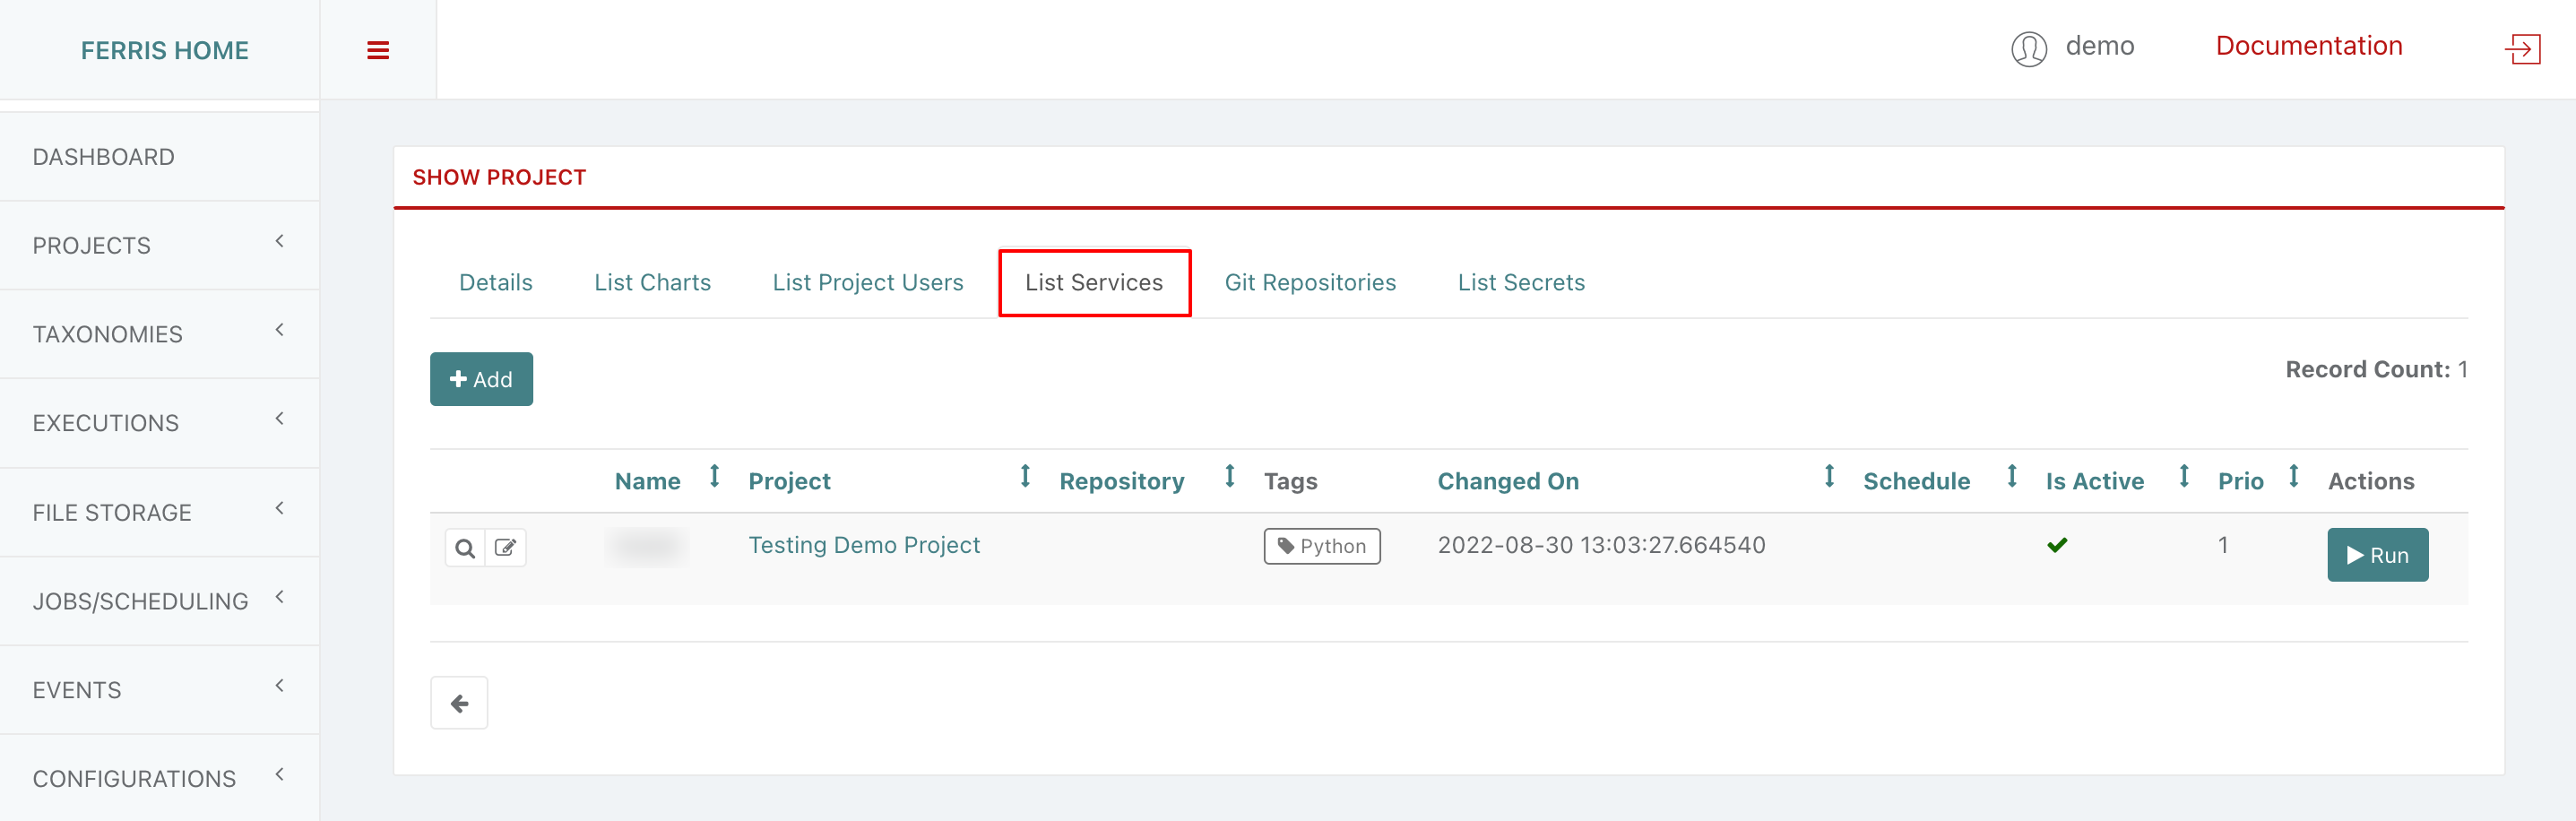 FERRIS HOME
demo
Documentation
DASHBOARD
PROJECTS
TAXONOMIES
EXECUTIONS
FILE STORAGE
JOBS/SCHEDULING
EVENTS
CONFIGURATIONS
SHOW PROJECT
Details List Charts List Project Users List Services Git Repositories List Secrets
Add
Record Count: 1
Name Project Repository Tags Changed On Schedule Is Active Prio Actions
Testing Demo Project Python 2022-08-30 13:03:27.664540 1 Run